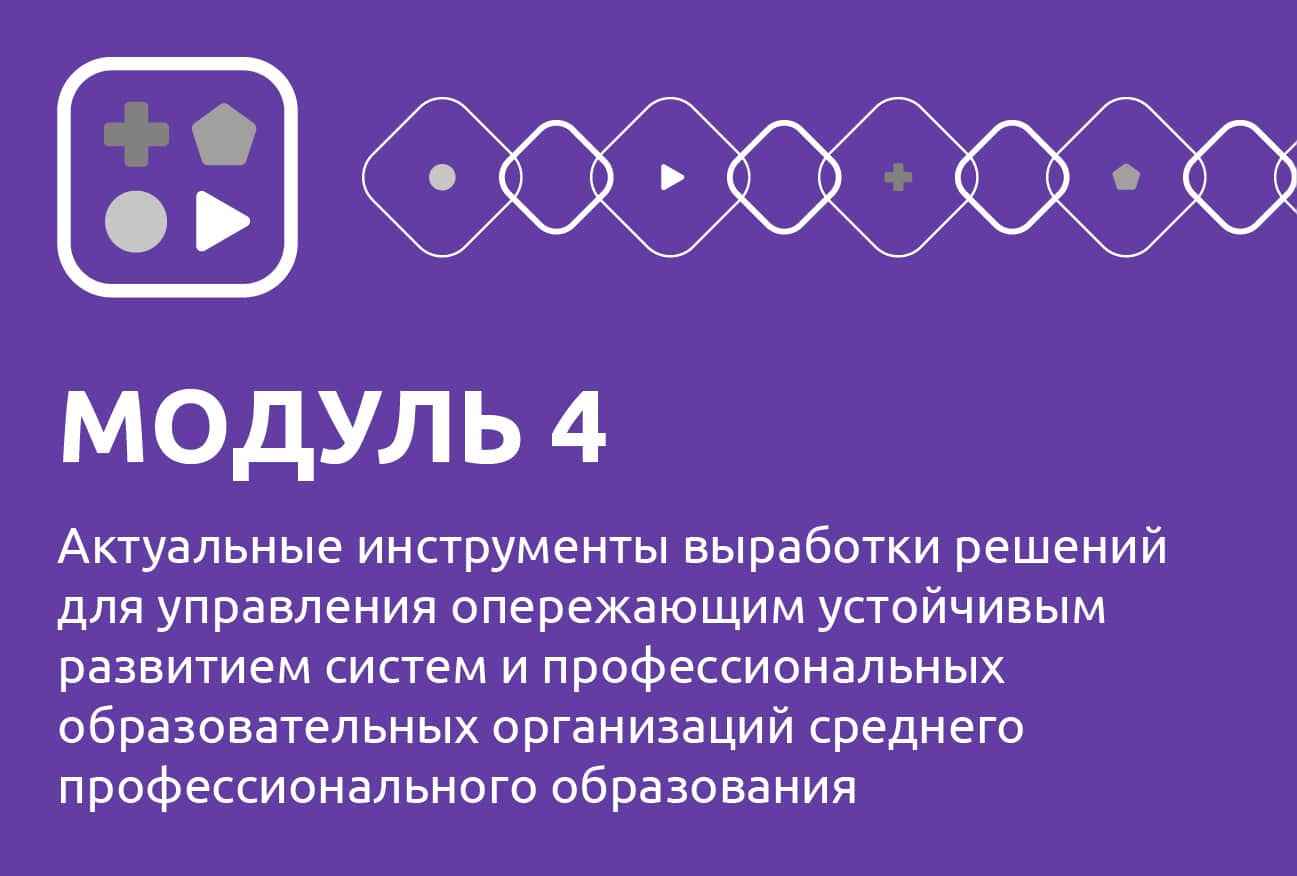 МОДУЛЬ 4
Актуальные инструменты выработки решений
для управления опережающим устойчивым
развитием систем и профессиональных
образовательных организаций среднего
профессионального образования